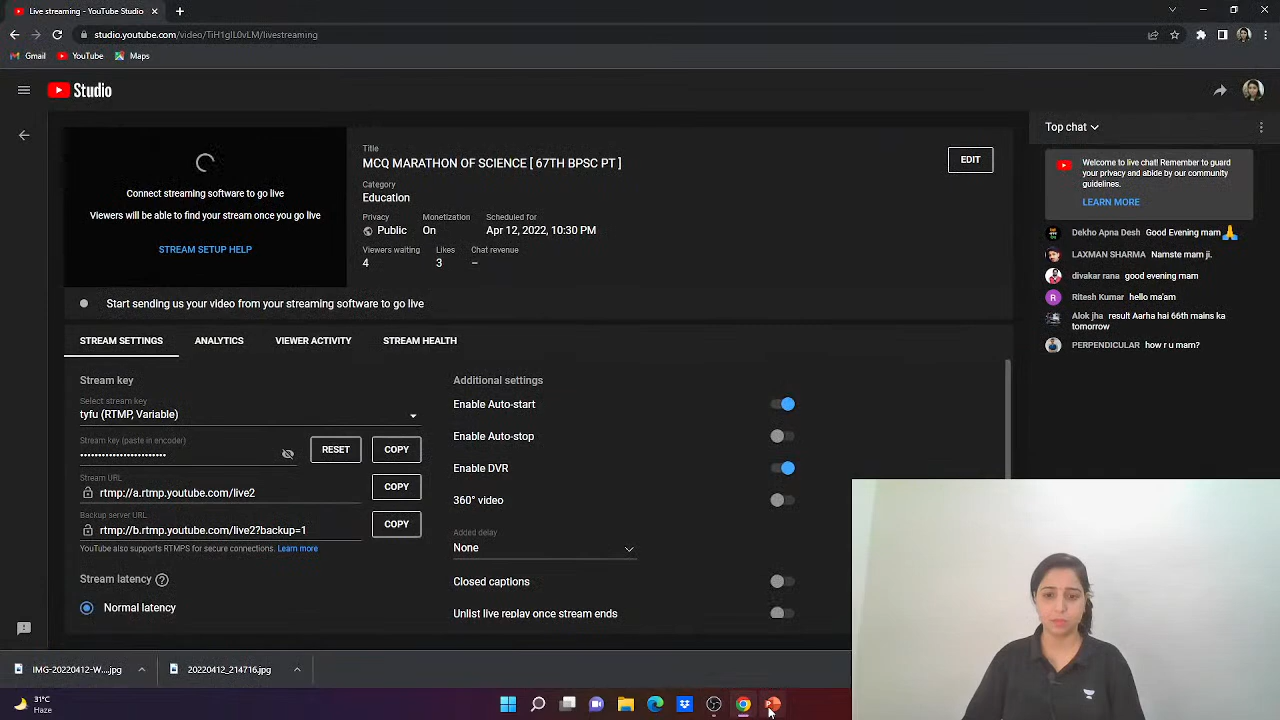 Live streaming - YouTube Studio
studio.youtube.com/video/TiH1gIL0vLM/livestreaming
Gmail
YouTube
Maps
Studio
Connect streaming software to go live
Viewers will be able to find your stream once you go live
STREAM SETUP HELP
Title
MCQ MARATHON OF SCIENCE [ 67TH BPSC PT ]
EDIT
Category
Education
Privacy Monetization Scheduled for
Public On Apr 12, 2022, 10:30 PM
Viewers waiting Likes Chat revenue
4 3 –
Start sending us your video from your streaming software to go live
STREAM SETTINGS ANALYTICS VIEWER ACTIVITY STREAM HEALTH
Stream key
Select stream key
tyfu (RTMP, Variable)
Stream key (paste in encoder)
•••••••••••••••••••••••
RESET COPY
Stream URL
rtmp://a.rtmp.youtube.com/live2
COPY
Backup server URL
rtmp://b.rtmp.youtube.com/live2?backup=1
COPY
YouTube also supports RTMPS for secure connections. Learn more
Stream latency
Normal latency
Additional settings
Enable Auto-start
Enable Auto-stop
Enable DVR
360° video
Added delay
None
Closed captions
Unlist live replay once stream ends
Top chat
Welcome to live chat! Remember to guard
your privacy and abide by our community
guidelines.
LEARN MORE
Dekho Apna Desh Good Evening mam 🙏
LAXMAN SHARMA Namste mam ji.
divakar rana good evening mam
R
Ritesh Kumar hello ma'am
Alok jha result Aarha hai 66th mains ka
tomorrow
PERPENDICULAR how r u mam?
IMG-20220412-W....jpg
20220412_214716.jpg
31°C
Haze